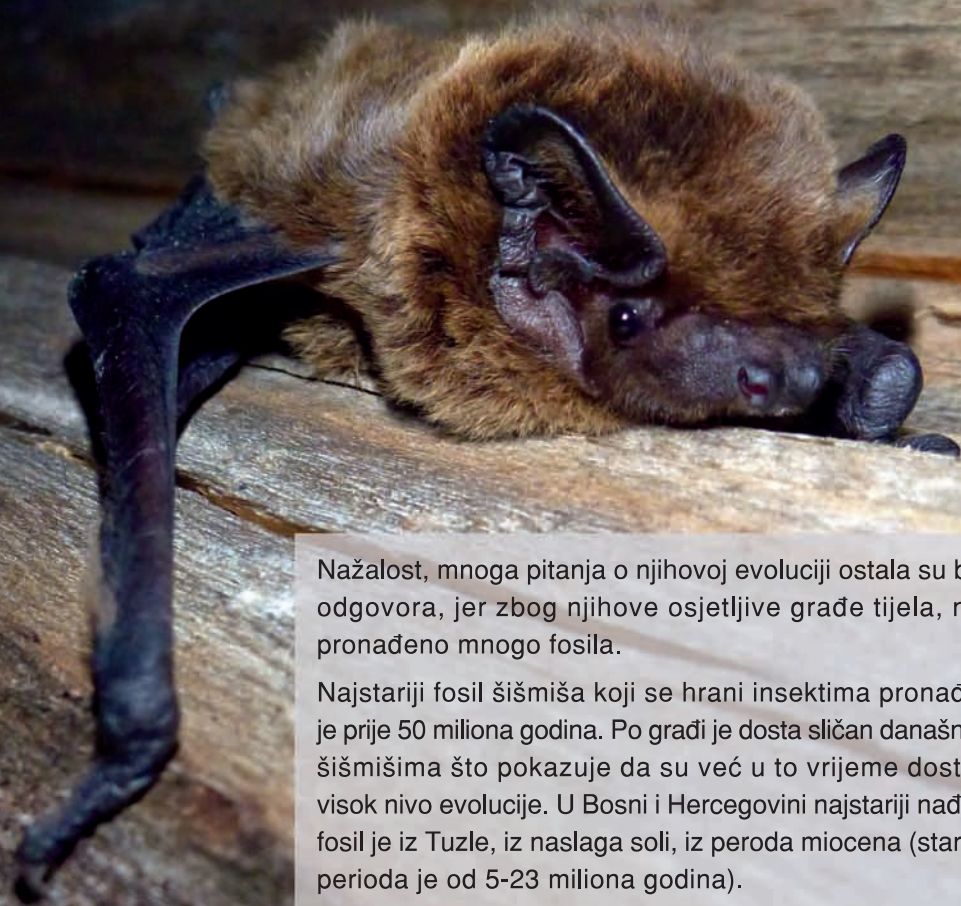 Nažalost, mnoga pitanja o njihovoj evoluciji ostala su
odgovora, jer zbog njihove osjetljive građe tijela,
pronađeno mnogo fosila.
Najstariji fosil šišmiša koji se hrani insektima
je prije 50 miliona godina. Po građi je dosta sličan
šišmišima što pokazuje da su već u to vrijeme
visok nivo evolucije. U Bosni i Hercegovini najstariji
fosil je iz Tuzle, iz naslaga soli, iz peroda miocena
perioda je od 5-23 miliona godina).